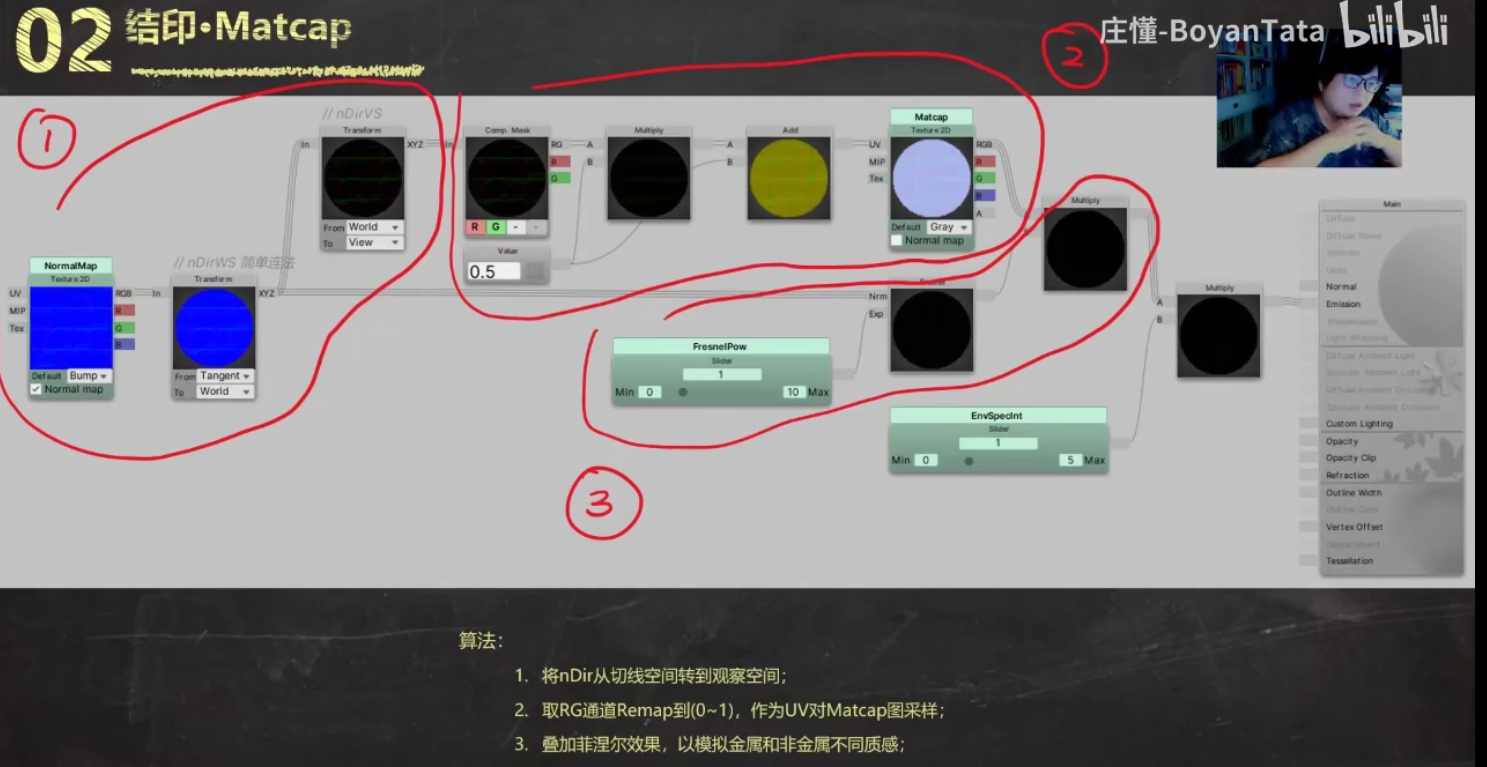 02 结印·Matcap
庄懂-BoyanTata bilibili
1
2
3
// nDirVS
Transform
In
XYZ
From World
To View
// nDirWS 简单连法
NormalMap
Texture 2D
UV
MIP
Tex
RGB
R
G
B
Default Bump
Normal map
Transform
In
XYZ
From Tangent
To World
Comp. Mask
In
RG
R
G
R G - -
Value
0.5
Multiply
A
B
Add
A
B
Matcap
Texture 2D
UV
MIP
Tex
RGB
R
G
B
A
Default Gray
Normal map
Nrm
Exp
FresnelPow
Slider
1
Min 0
10 Max
Multiply
EnvSpecInt
Slider
1
Min 0
5 Max
Multiply
A
B
Main
Diffuse
Diffuse Power
Specular
Gloss
Normal
Emission
Transmission
Light Wrapping
Diffuse Ambient Light
Specular Ambient Light
Diffuse Ambient Occlusion
Specular Ambient Occlusion
Custom Lighting
Opacity
Opacity Clip
Refraction
Outline Width
Outline Color
Vertex Offset
Displacement
Tessellation
算法：
1. 将nDir从切线空间转到观察空间；
2. 取RG通道Remap到(0~1)，作为UV对Matcap图采样；
3. 叠加菲涅尔效果，以模拟金属和非金属不同质感；